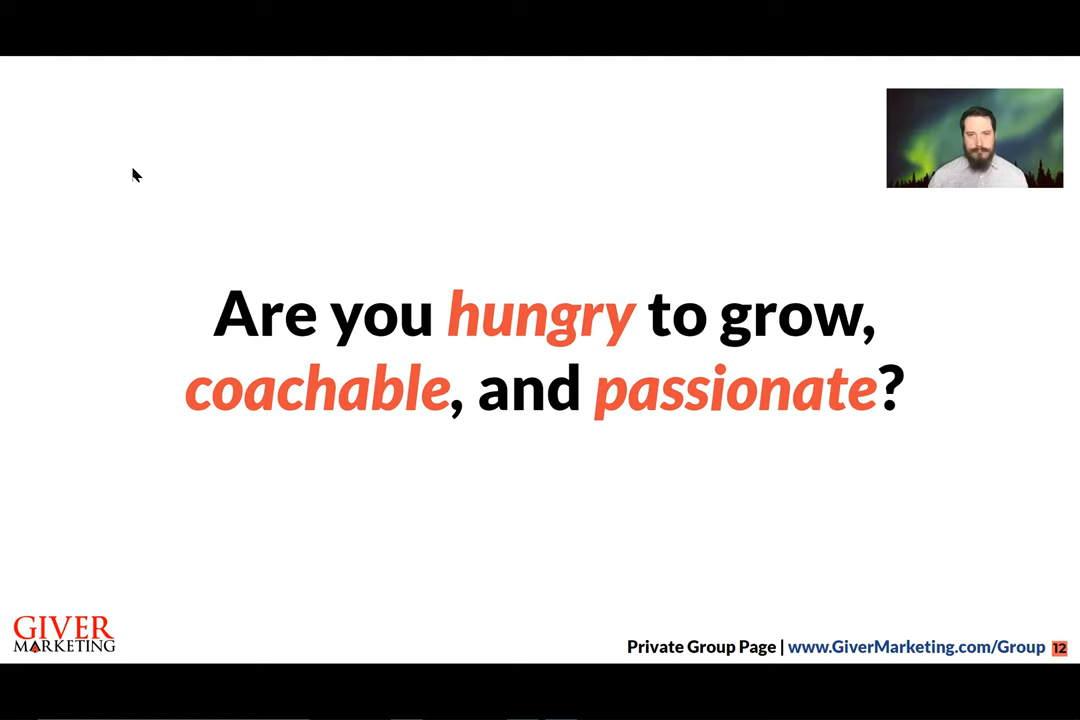 Are you hungry to grow,
coachable, and passionate?
GIVER
MARKETING
Private Group Page | www.GiverMarketing.com/Group 12